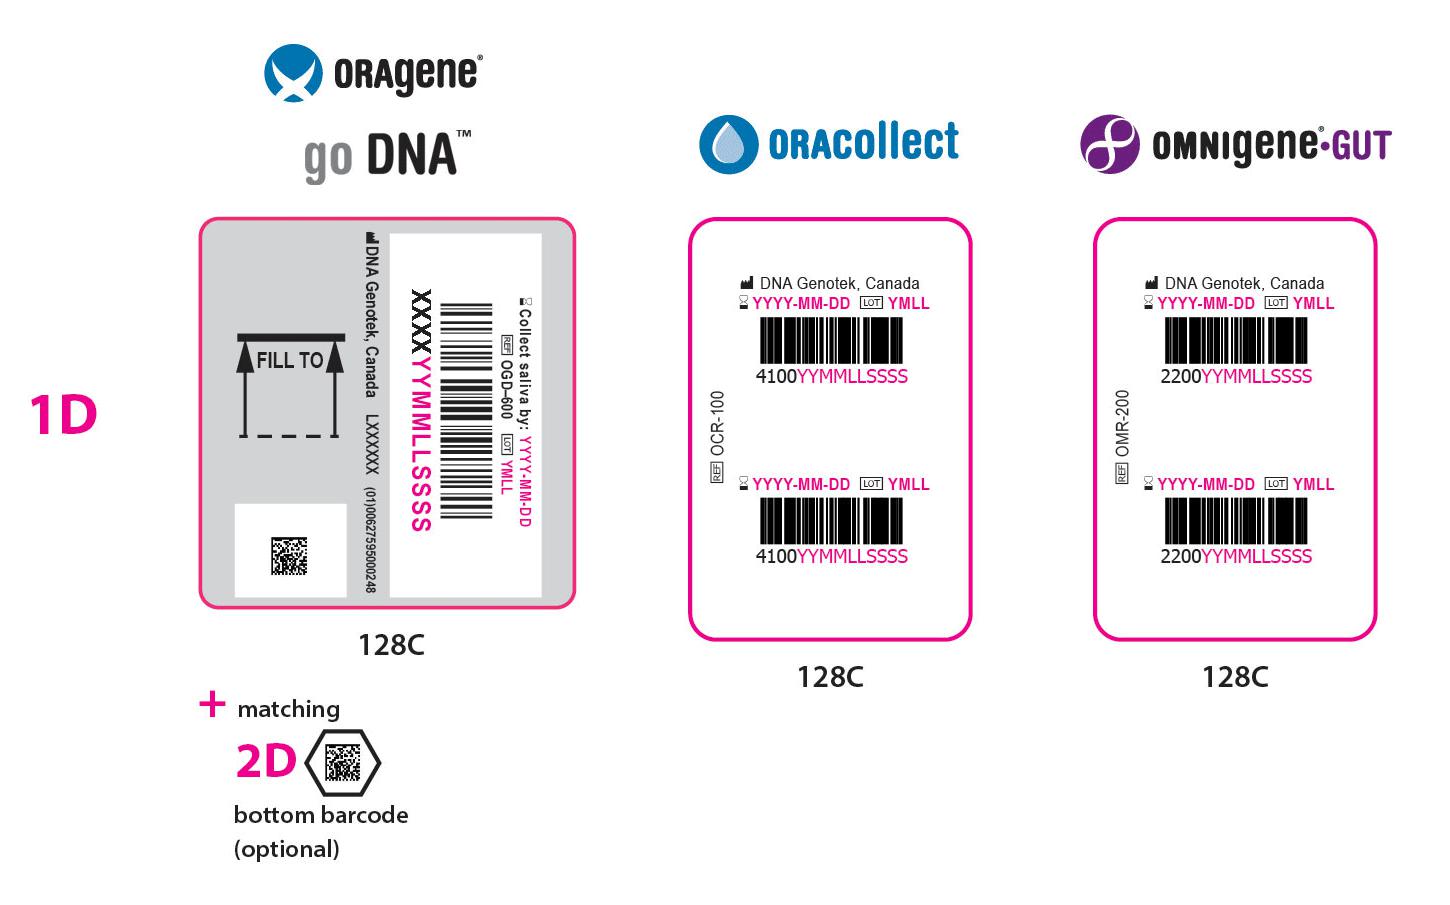 ORAgene®
go DNA™
ORAcollect
OMNIgene®•GUT
1D
FILL TO
DNA Genotek, Canada LXXXXXX (01)00627595000248
XXXXYYMMLLSSSS
REF OGD-600 LOT YMLL
Collect saliva by: YYYY-MM-DD
128C
+ matching
2D
bottom barcode
(optional)
DNA Genotek, Canada
YYYY-MM-DD LOT YMLL
4100YYMMLLSSSS
REF OCR-100
YYYY-MM-DD LOT YMLL
4100YYMMLLSSSS
128C
DNA Genotek, Canada
YYYY-MM-DD LOT YMLL
2200YYMMLLSSSS
REF OMR-200
YYYY-MM-DD LOT YMLL
2200YYMMLLSSSS
128C